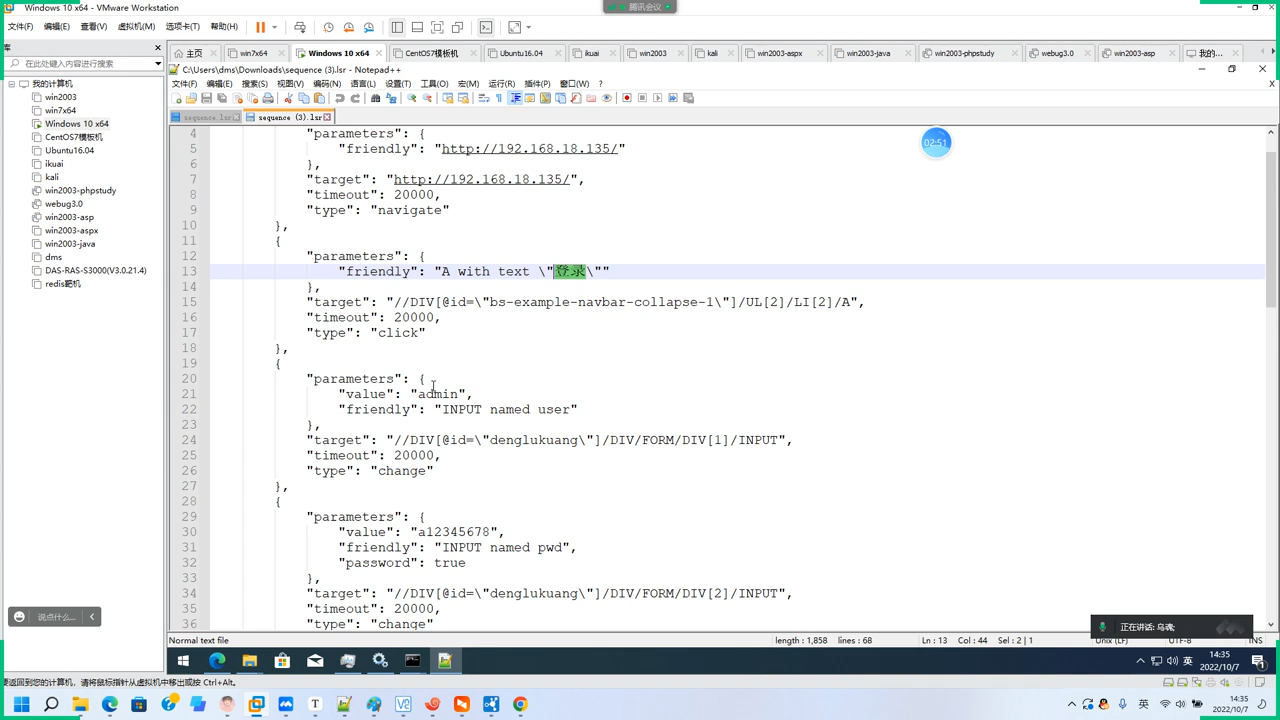 Windows 10 x64 - VMware Workstation
腾讯会议
文件(F) 编辑(E) 查看(V) 虚拟机(M) 选项卡(T) 帮助(H)
库
在此处键入内容进行搜索
我的计算机
win2003
win7x64
Windows 10 x64
CentOS7模板机
Ubuntu16.04
ikuai
kali
win2003-phpstudy
webug3.0
win2003-asp
win2003-aspx
win2003-java
dms
DAS-RAS-S3000(V3.0.21.4)
redis靶机
主页 win7x64 Windows 10 x64 CentOS7模板机 Ubuntu16.04 ikuai win2003 kali win2003-aspx win2003-java win2003-phpstudy webug3.0 win2003-asp 我的...
C:\Users\dms\Downloads\sequence (3).lsr - Notepad++
文件(F) 编辑(E) 搜索(S) 视图(V) 编码(N) 语言(L) 设置(T) 工具(O) 宏(M) 运行(R) 插件(P) 窗口(W) ?
sequence.lsr sequence (3).lsr
02:51
4 "parameters": {
5 "friendly": "http://192.168.18.135/"
6 },
7 "target": "http://192.168.18.135/",
8 "timeout": 20000,
9 "type": "navigate"
10 },
11 {
12 "parameters": {
13 "friendly": "A with text \"登录\""
14 },
15 "target": "//DIV[@id=\"bs-example-navbar-collapse-1\"]/UL[2]/LI[2]/A",
16 "timeout": 20000,
17 "type": "click"
18 },
19 {
20 "parameters": {
21 "value": "admin",
22 "friendly": "INPUT named user"
23 },
24 "target": "//DIV[@id=\"denglukuang\"]/DIV/FORM/DIV[1]/INPUT",
25 "timeout": 20000,
26 "type": "change"
27 },
28 {
29 "parameters": {
30 "value": "a12345678",
31 "friendly": "INPUT named pwd",
32 "password": true
33 },
34 "target": "//DIV[@id=\"denglukuang\"]/DIV/FORM/DIV[2]/INPUT",
35 "timeout": 20000,
36 "type": "change"
说点什么...
正在讲话: 乌魂;
Normal text file length : 1,858 lines : 68 Ln : 13 Col : 44 Sel : 2 | 1 Unix (LF) UTF-8 INS
英 14:35
2022/10/7
要返回到您的计算机，请将鼠标指针从虚拟机中移出或按 Ctrl+Alt。
英 14:35
2022/10/7